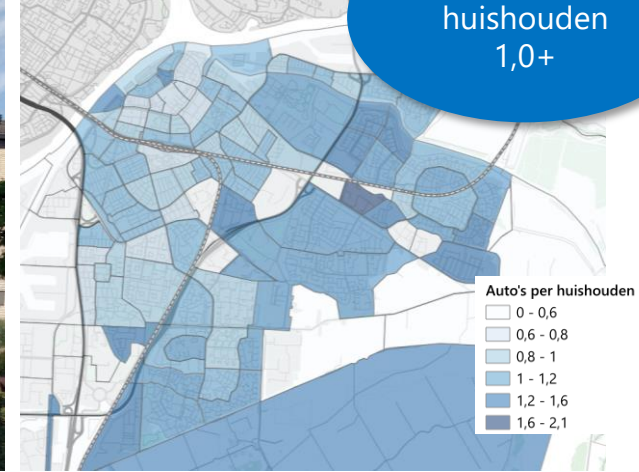 huishouden
1,0+
Auto's per huishouden
0 - 0,6
0,6 - 0,8
0,8 - 1
1 - 1,2
1,2 - 1,6
1,6 - 2,1